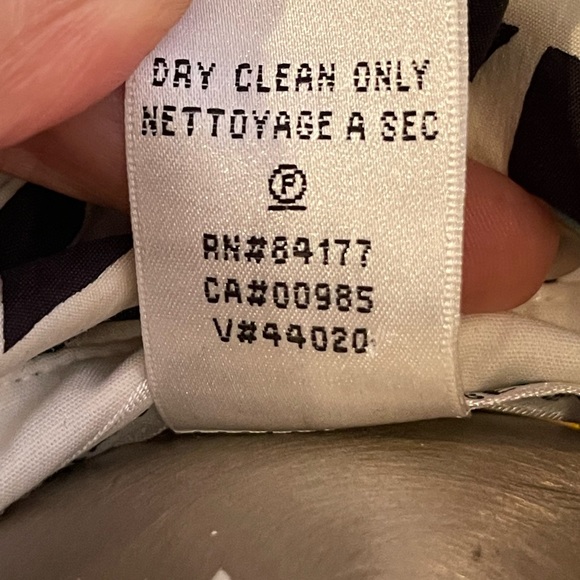 DRY CLEAN ONLY
NETTOYAGE A SEC
P
RN#84177
CA#00985
V#44020